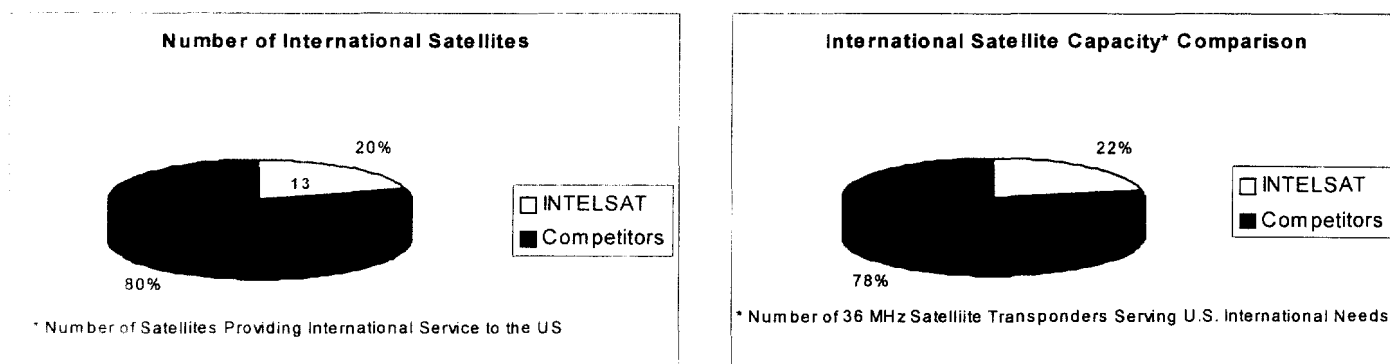 Number of International Satellites
20%
13
INTELSAT
Competitors
80%
* Number of Satellites Providing International Service to the US
International Satellite Capacity* Comparison
22%
INTELSAT
Competitors
78%
* Number of 36 MHz Satelliite Transponders Serving U.S. International Needs